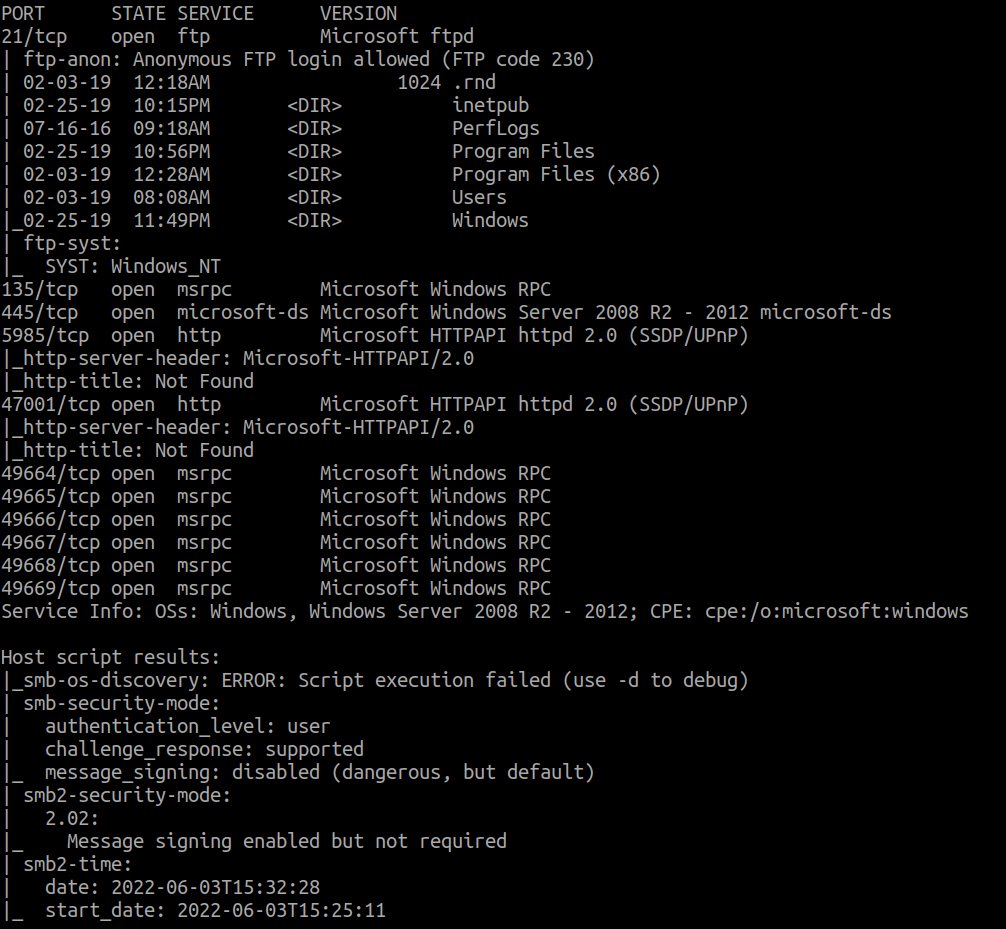 PORT      STATE SERVICE      VERSION
21/tcp    open  ftp          Microsoft ftpd
| ftp-anon: Anonymous FTP login allowed (FTP code 230)
| 02-03-19  12:18AM                 1024 .rnd
| 02-25-19  10:15PM       <DIR>          inetpub
| 07-16-16  09:18AM       <DIR>          PerfLogs
| 02-25-19  10:56PM       <DIR>          Program Files
| 02-03-19  12:28AM       <DIR>          Program Files (x86)
| 02-03-19  08:08AM       <DIR>          Users
|_02-25-19  11:49PM       <DIR>          Windows
| ftp-syst:
|_  SYST: Windows_NT
135/tcp   open  msrpc        Microsoft Windows RPC
445/tcp   open  microsoft-ds Microsoft Windows Server 2008 R2 - 2012 microsoft-ds
5985/tcp  open  http         Microsoft HTTPAPI httpd 2.0 (SSDP/UPnP)
|_http-server-header: Microsoft-HTTPAPI/2.0
|_http-title: Not Found
47001/tcp open  http         Microsoft HTTPAPI httpd 2.0 (SSDP/UPnP)
|_http-server-header: Microsoft-HTTPAPI/2.0
|_http-title: Not Found
49664/tcp open  msrpc        Microsoft Windows RPC
49665/tcp open  msrpc        Microsoft Windows RPC
49666/tcp open  msrpc        Microsoft Windows RPC
49667/tcp open  msrpc        Microsoft Windows RPC
49668/tcp open  msrpc        Microsoft Windows RPC
49669/tcp open  msrpc        Microsoft Windows RPC
Service Info: OSs: Windows, Windows Server 2008 R2 - 2012; CPE: cpe:/o:microsoft:windows

Host script results:
|_smb-os-discovery: ERROR: Script execution failed (use -d to debug)
| smb-security-mode:
|   authentication_level: user
|   challenge_response: supported
|_  message_signing: disabled (dangerous, but default)
| smb2-security-mode:
|   2.02:
|_    Message signing enabled but not required
| smb2-time:
|   date: 2022-06-03T15:32:28
|_  start_date: 2022-06-03T15:25:11